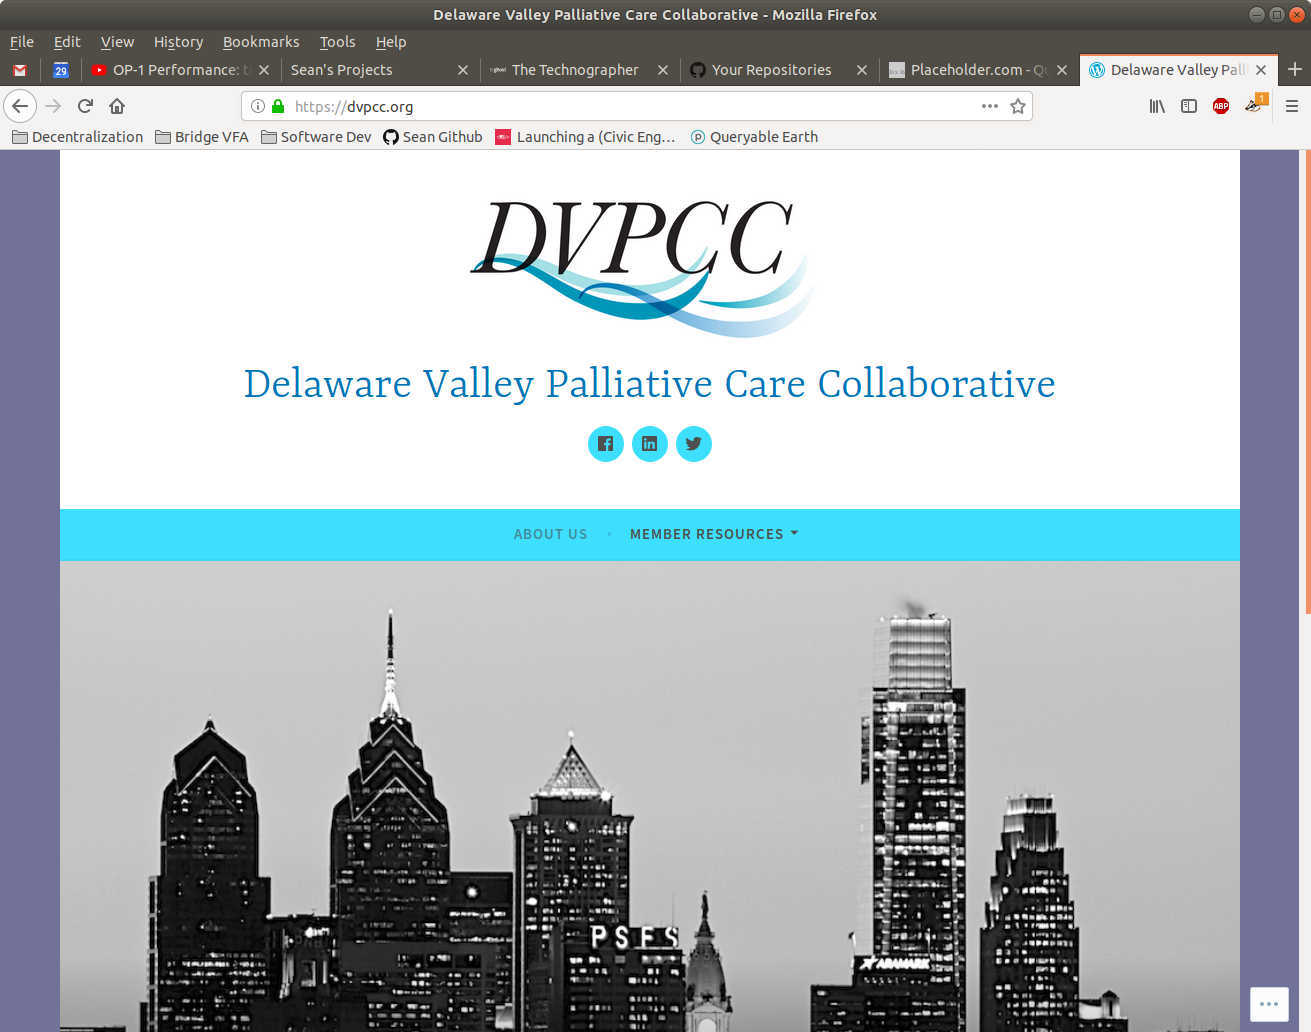 Delaware Valley Palliative Care Collaborative - Mozilla Firefox
File Edit View History Bookmarks Tools Help
29 OP-1 Performance: Sean's Projects ghost The Technographer Your Repositories Placeholder.com - Delaware Valley Pall
https://dvpcc.org ABP 1
Decentralization Bridge VFA Software Dev Sean Github Launching a (Civic Eng… Queryable Earth
DVPCC
Delaware Valley Palliative Care Collaborative
ABOUT US • MEMBER RESOURCES
PSFS
PNB
ARAMARK